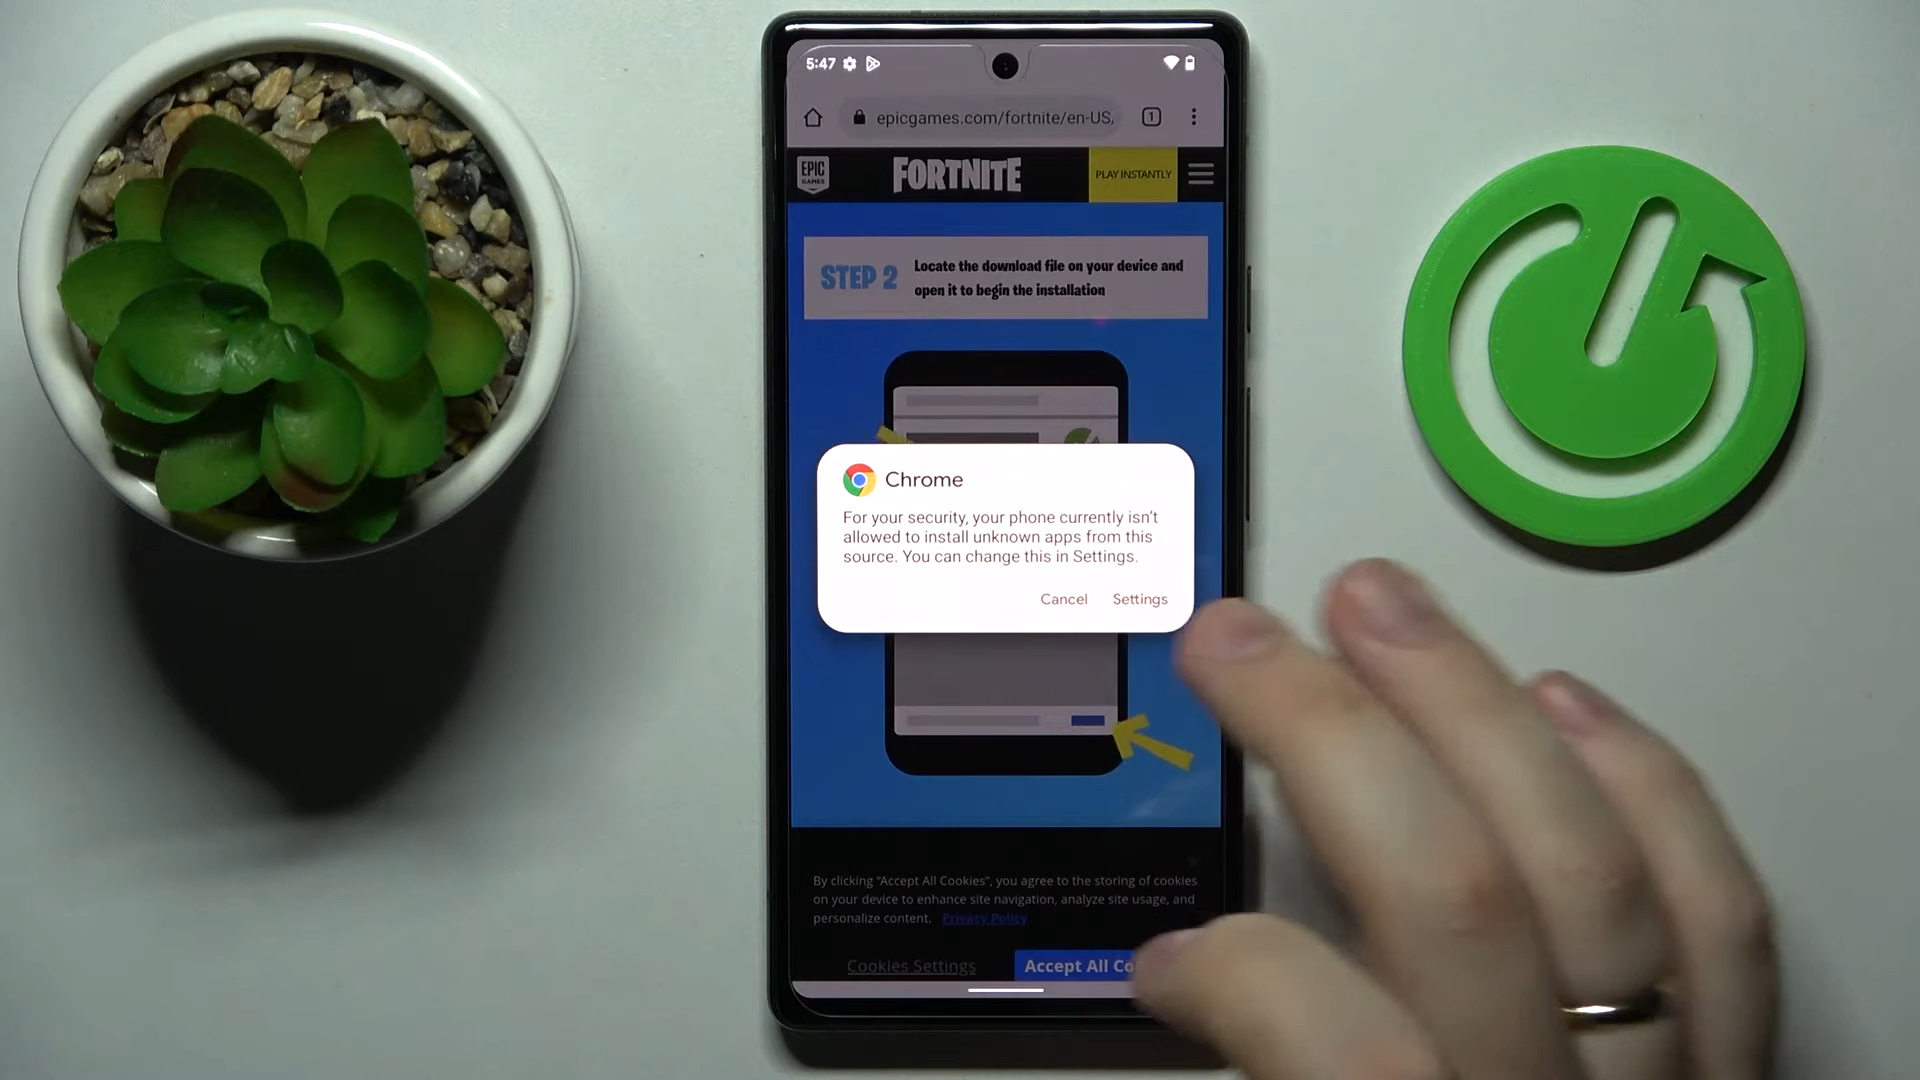 5:47
epicgames.com/fortnite/en-US,
1
EPIC
GAMES
FORTNITE
PLAY INSTANTLY
STEP 2
Locate the download file on your device and
open it to begin the installation
Chrome
For your security, your phone currently isn't
allowed to install unknown apps from this
source. You can change this in Settings.
Cancel
Settings
By clicking "Accept All Cookies", you agree to the storing of cookies
on your device to enhance site navigation, analyze site usage, and
personalize content. Privacy Policy
Cookies Settings
Accept All Co